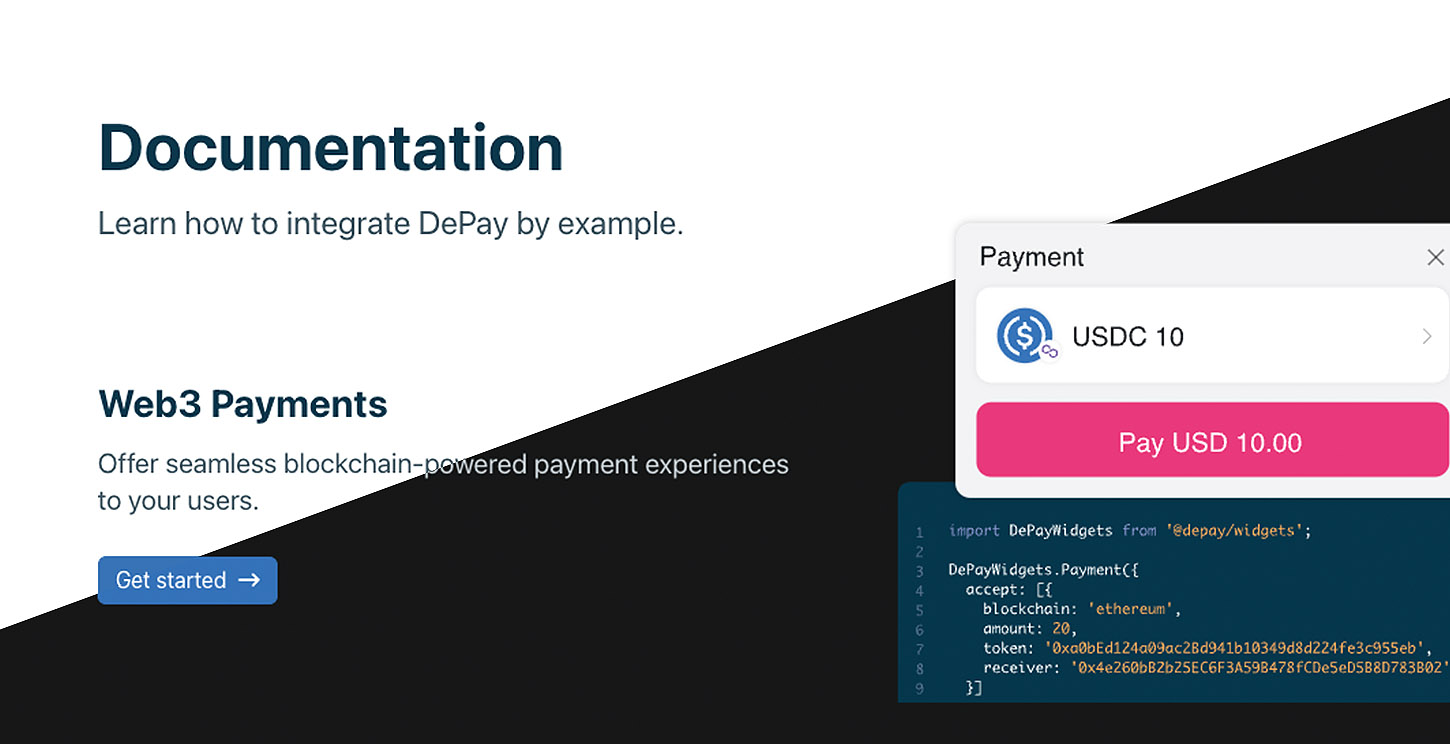 Documentation
Learn how to integrate DePay by example.
Web3 Payments
Offer seamless blockchain-powered payment experiences
to your users.
Get started →
Payment
USDC 10
Pay USD 10.00
1 import DePayWidgets from '@depay/widgets';
2
3 DePayWidgets.Payment({
4 accept: [{
5 blockchain: 'ethereum',
6 amount: 20,
7 token: '0xa0bEd124a09ac2Bd941b10349d8d224fe3c955eb',
8 receiver: '0x4e260bB2b25EC6F3A59B478fCDe5eD5B8D783B02'
9 }]